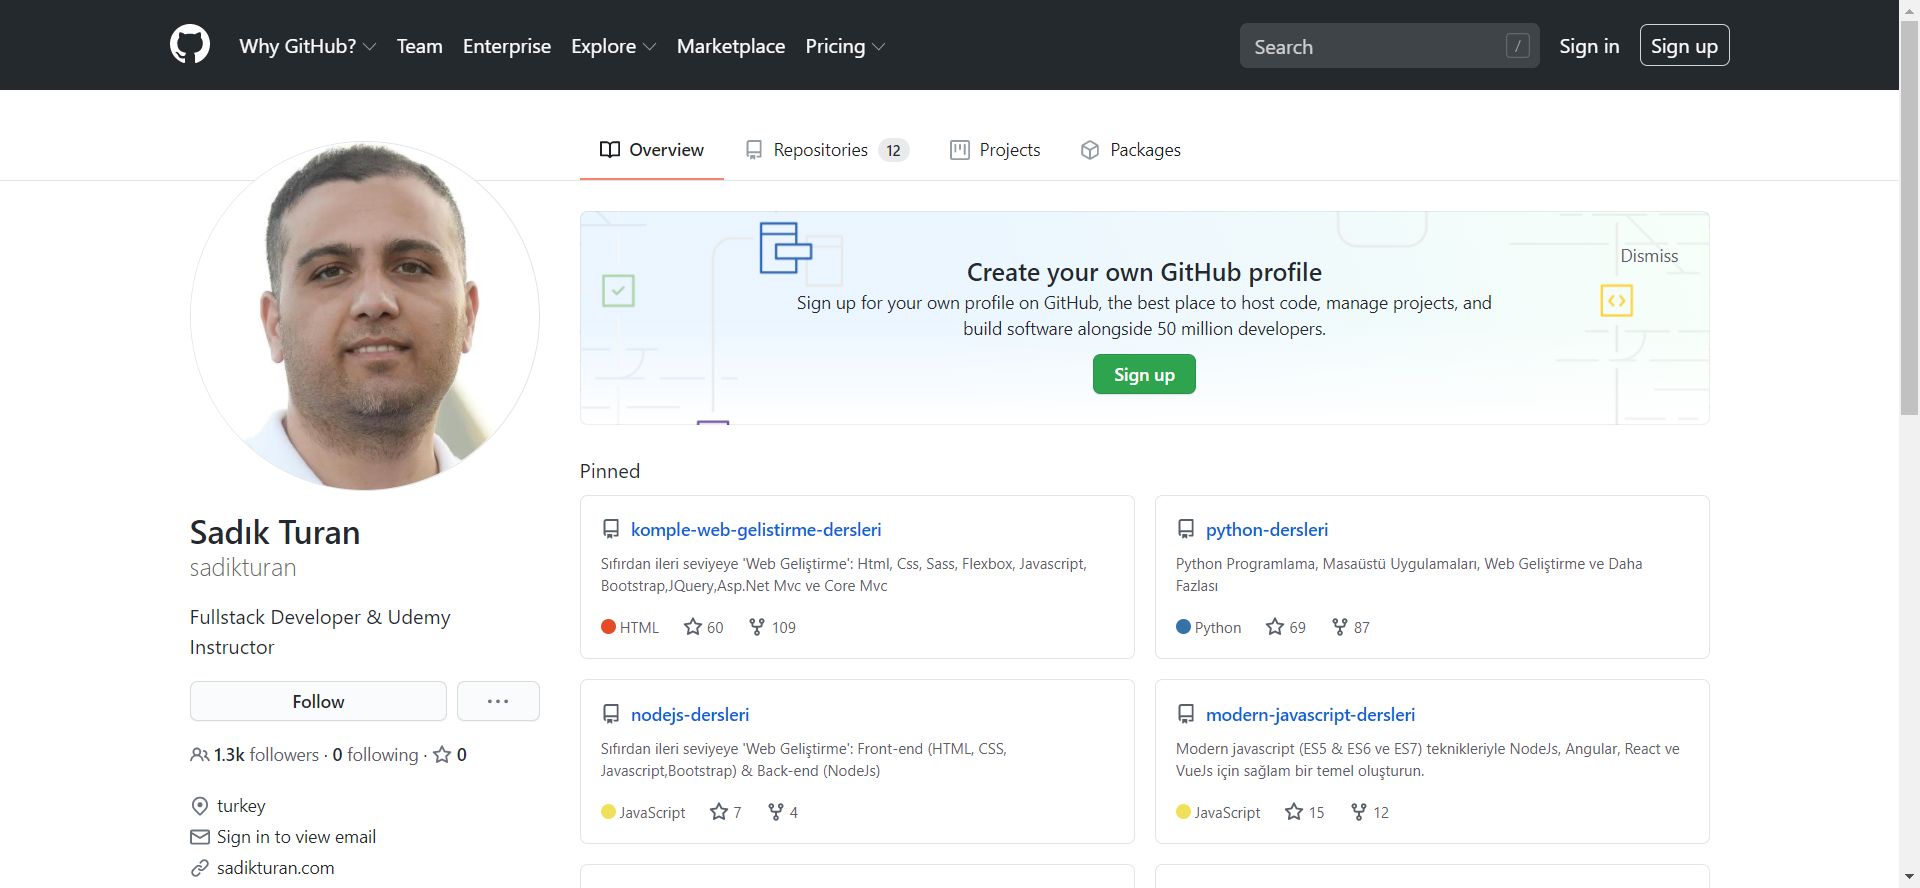 Why GitHub? Team Enterprise Explore Marketplace Pricing Search / Sign in Sign up
Overview Repositories 12 Projects Packages
Dismiss
Create your own GitHub profile
Sign up for your own profile on GitHub, the best place to host code, manage projects, and
build software alongside 50 million developers.
Sign up
Sadık Turan
sadikturan
Fullstack Developer & Udemy
Instructor
Follow
1.3k followers · 0 following · 0
turkey
Sign in to view email
sadikturan.com
Pinned
komple-web-gelistirme-dersleri
Sıfırdan ileri seviyeye 'Web Geliştirme': Html, Css, Sass, Flexbox, Javascript,
Bootstrap,JQuery,Asp.Net Mvc ve Core Mvc
HTML 60 109
python-dersleri
Python Programlama, Masaüstü Uygulamaları, Web Geliştirme ve Daha
Fazlası
Python 69 87
nodejs-dersleri
Sıfırdan ileri seviyeye 'Web Geliştirme': Front-end (HTML, CSS,
Javascript,Bootstrap) & Back-end (NodeJs)
JavaScript 7 4
modern-javascript-dersleri
Modern javascript (ES5 & ES6 ve ES7) teknikleriyle NodeJs, Angular, React ve
VueJs için sağlam bir temel oluşturun.
JavaScript 15 12